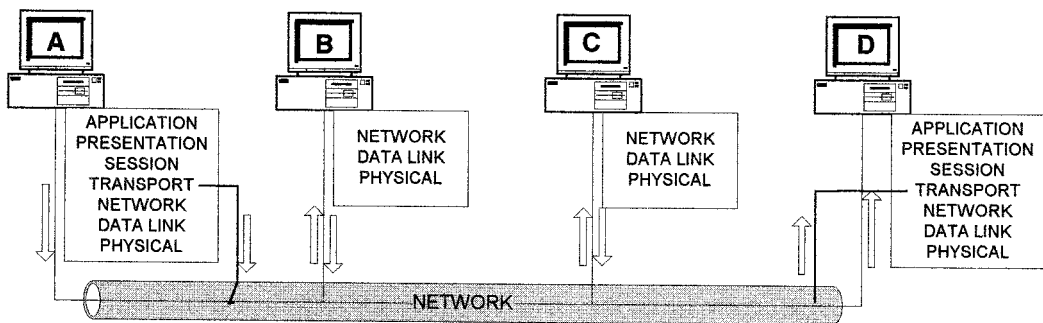 A
B
C
D
APPLICATION
PRESENTATION
SESSION
TRANSPORT
NETWORK
DATA LINK
PHYSICAL
NETWORK
DATA LINK
PHYSICAL
NETWORK
DATA LINK
PHYSICAL
APPLICATION
PRESENTATION
SESSION
TRANSPORT
NETWORK
DATA LINK
PHYSICAL
NETWORK